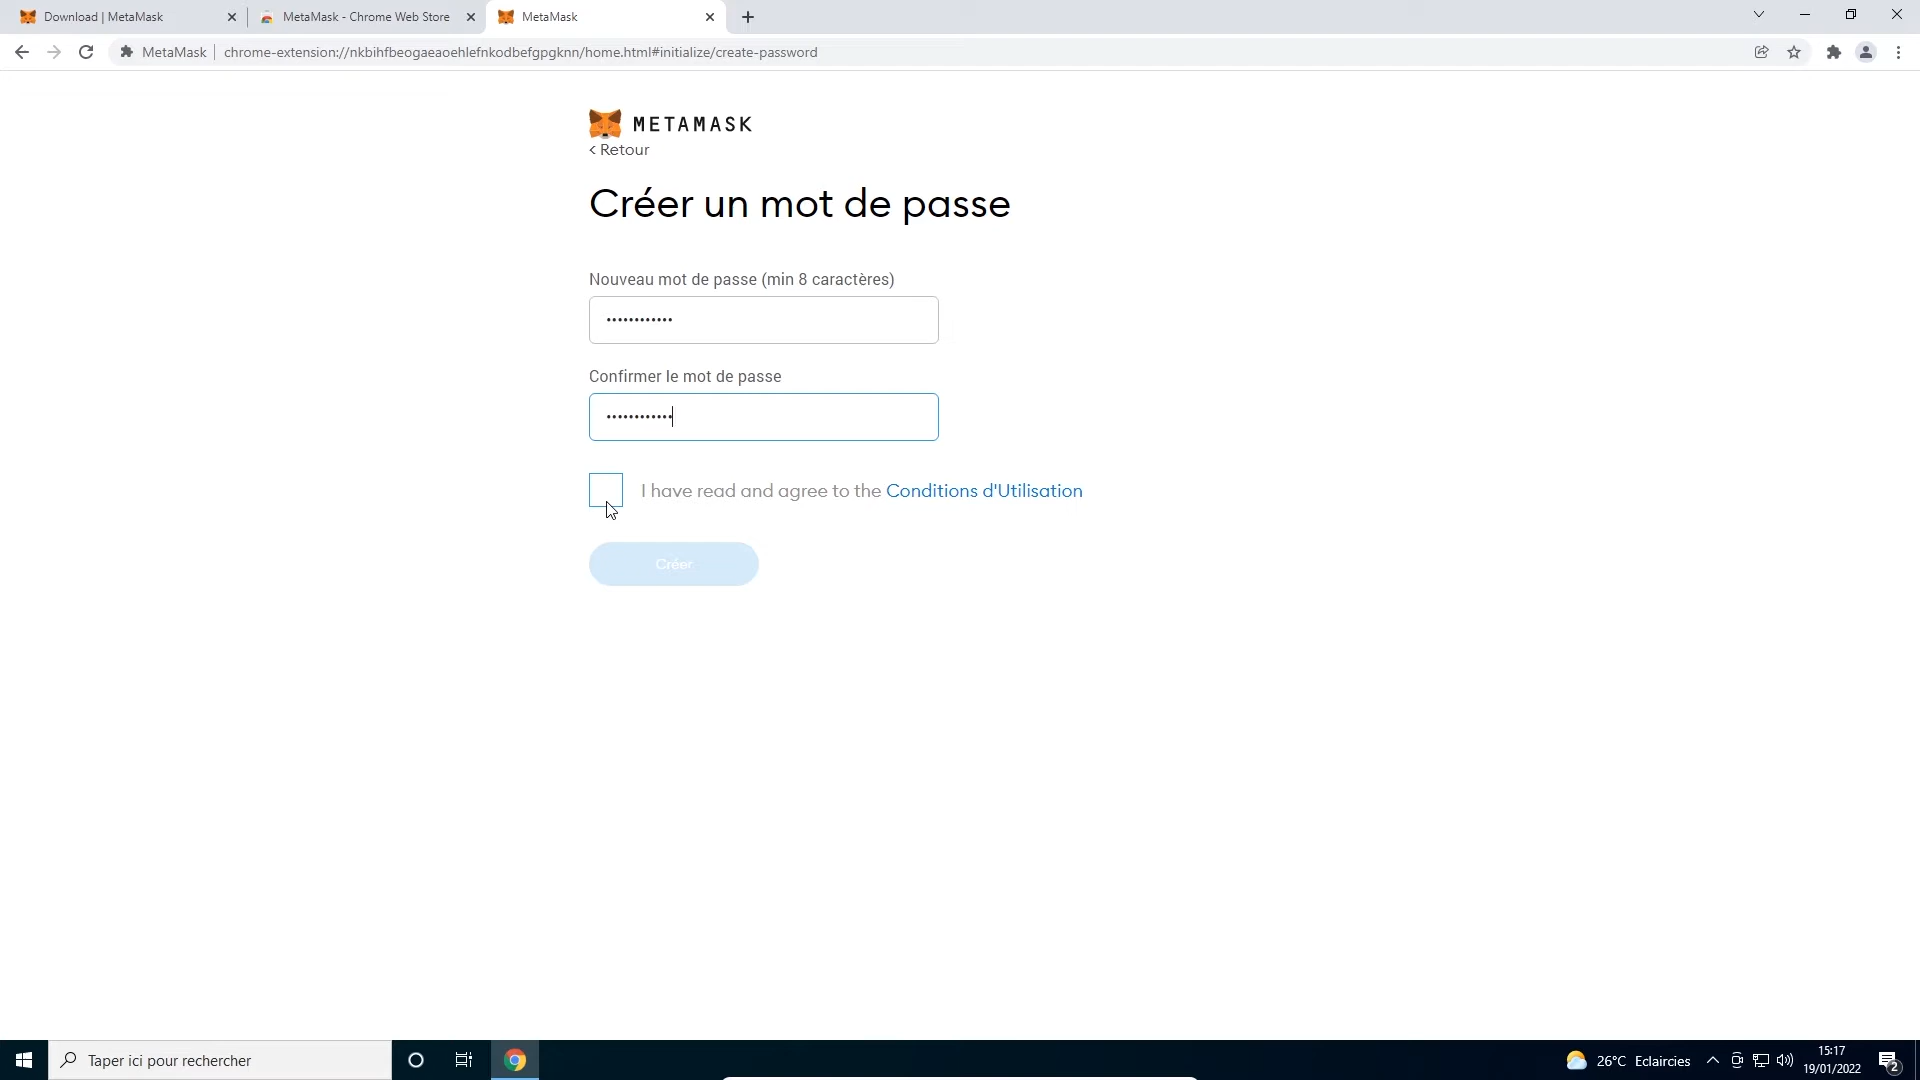 Download | MetaMask
MetaMask - Chrome Web Store
MetaMask
MetaMask
chrome-extension://nkbihfbeogaeaoehlefnkodbefgpgknn/home.html#initialize/create-password
METAMASK
< Retour
Créer un mot de passe
Nouveau mot de passe (min 8 caractères)
••••••••••••
Confirmer le mot de passe
••••••••••••
I have read and agree to the Conditions d'Utilisation
Créer
Taper ici pour rechercher
26°C Eclaircies
15:17
19/01/2022
2